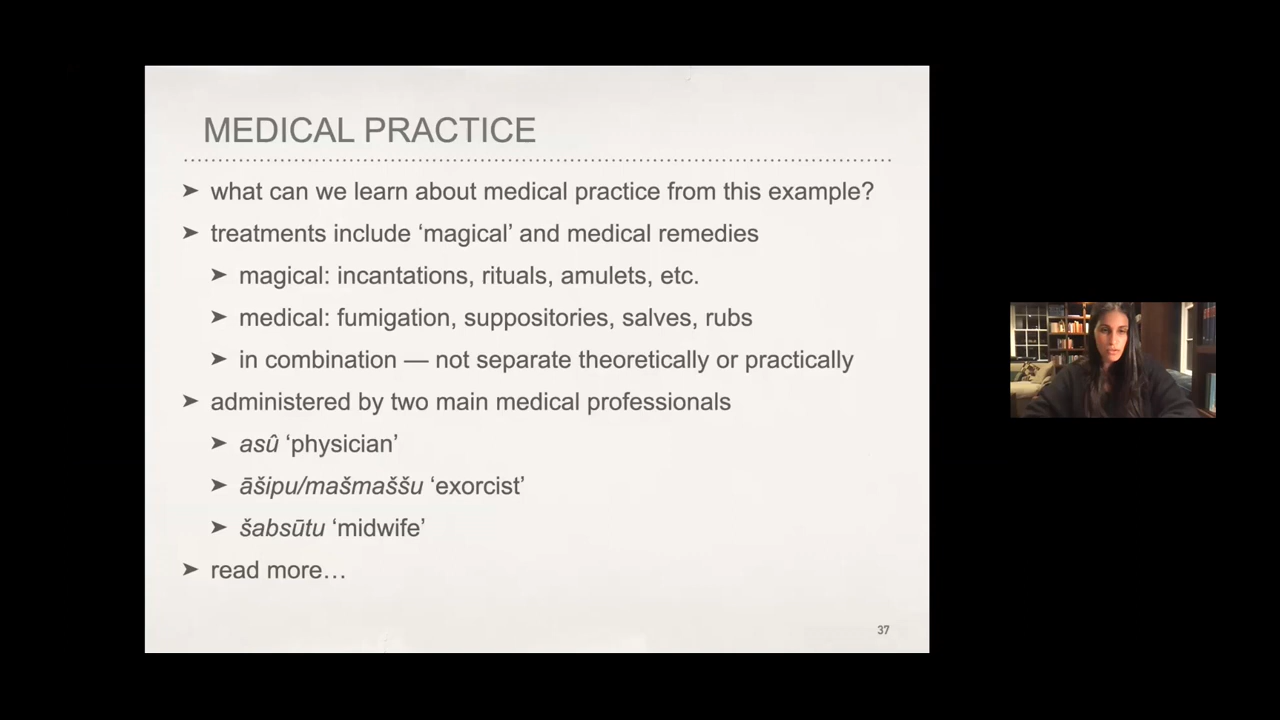 MEDICAL PRACTICE
➤ what can we learn about medical practice from this example?
➤ treatments include ‘magical’ and medical remedies
➤ magical: incantations, rituals, amulets, etc.
➤ medical: fumigation, suppositories, salves, rubs
➤ in combination — not separate theoretically or practically
➤ administered by two main medical professionals
➤ asû ‘physician’
➤ āšipu/mašmaššu ‘exorcist’
➤ šabsūtu ‘midwife’
➤ read more…
37